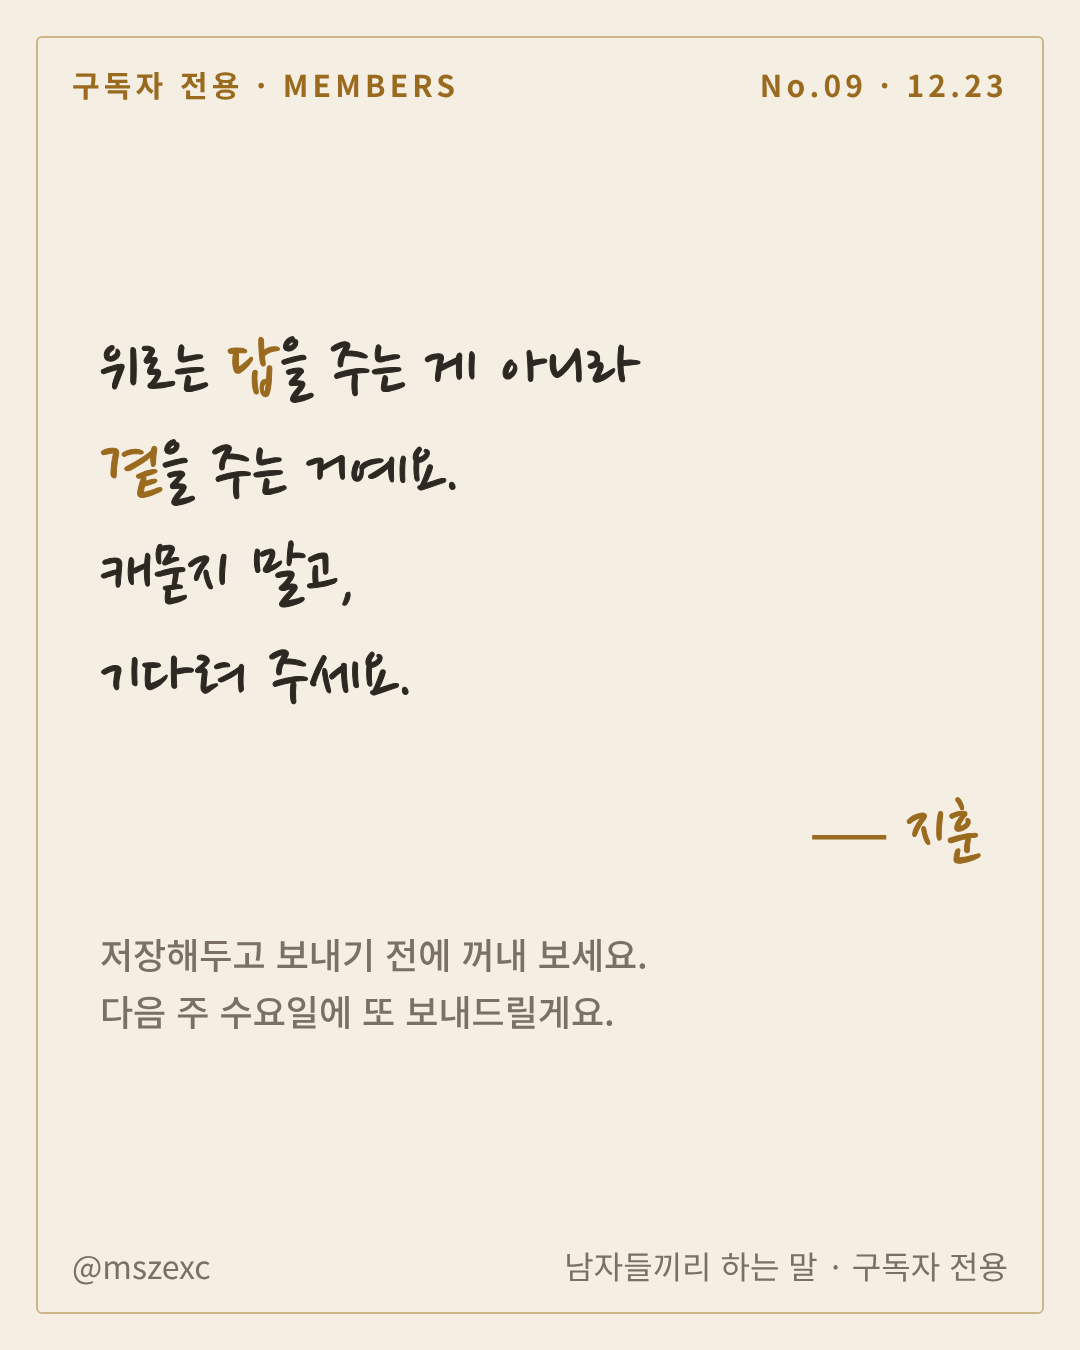 구독자 전용 · MEMBERS
No.09 · 12.23
위로는 답을 주는 게 아니라
곁을 주는 거예요.
캐묻지 말고,
기다려 주세요.
— 지훈
저장해두고 보내기 전에 꺼내 보세요.
다음 주 수요일에 또 보내드릴게요.
@mszexc
남자들끼리 하는 말 · 구독자 전용